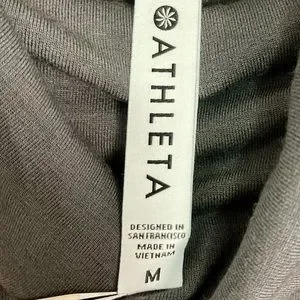 ATHLETA
DESIGNED IN
SAN FRANCISCO
MADE IN
VIETNAM
M